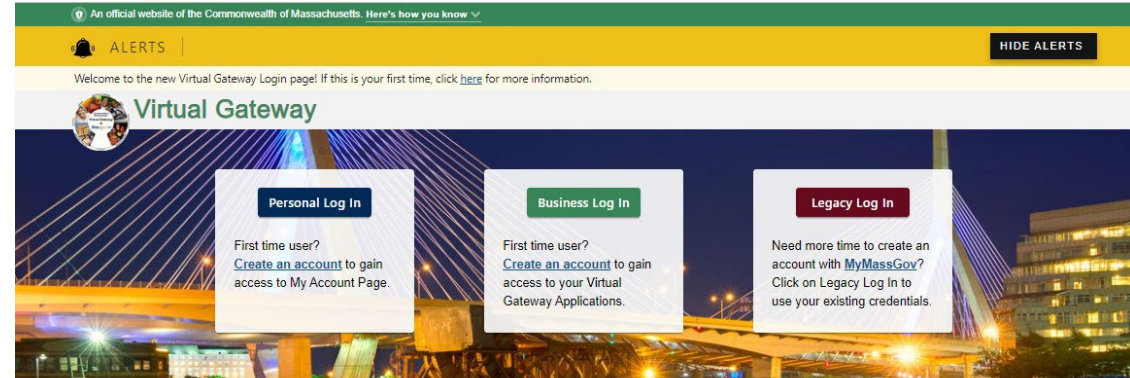 An official website of the Commonwealth of Massachusetts. Here's how you know
ALERTS
HIDE ALERTS
Welcome to the new Virtual Gateway Login page! If this is your first time, click here for more information.
Virtual Gateway
Personal Log In
First time user?
Create an account to gain
access to My Account Page.
Business Log In
First time user?
Create an account to gain
access to your Virtual
Gateway Applications.
Legacy Log In
Need more time to create an
account with MyMassGov?
Click on Legacy Log In to
use your existing credentials.